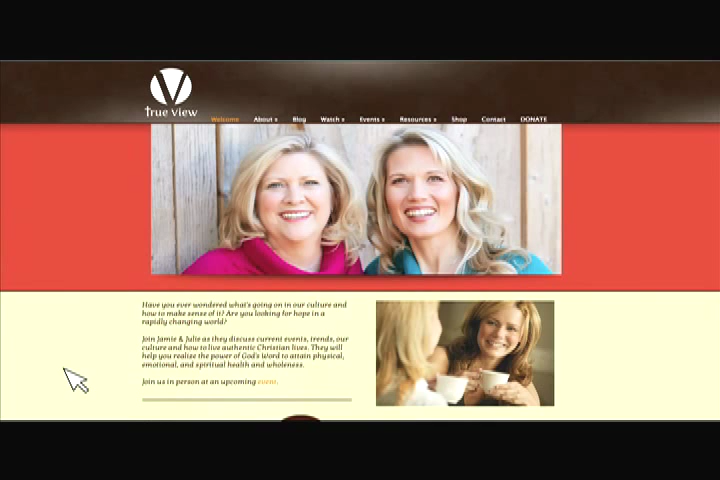 True View
Welcome
About »
Blog
Watch »
Events »
Resources »
Shop
Contact
DONATE
Have you ever wondered what's going on in our culture and
how to make sense of it? Are you looking for hope in a
rapidly changing world?
Join Jamie & Julie as they discuss current events, trends, our
culture and how to live authentic Christian lives. They will
help you realize the power of God's Word to attain physical,
emotional, and spiritual health and wholeness.
Join us in person at an upcoming event.